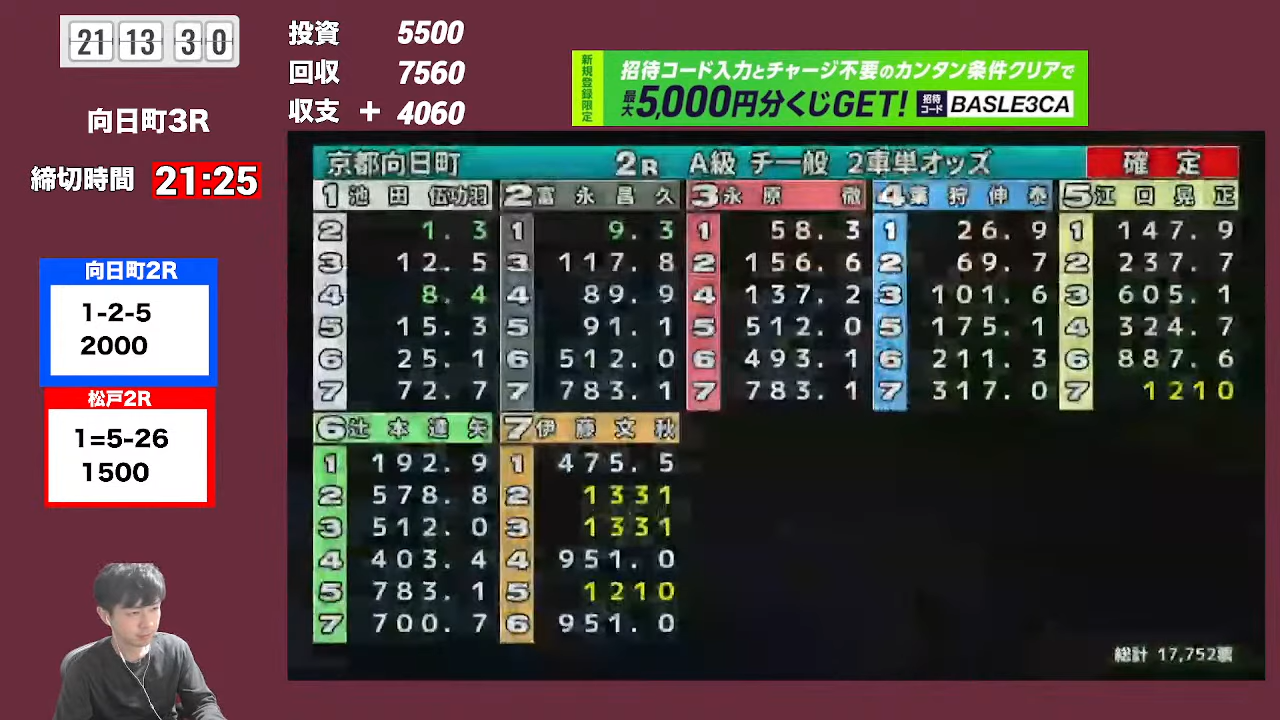 21 13 30
投資 5500
回収 7560
収支 + 4060
新規登録限定
招待コード入力とチャージ不要のカンタン条件クリアで
最大5,000円分くじGET! 招待コード BASLE3CA
向日町3R
締切時間 21:25
向日町2R
1-2-5
2000
松戸2R
1=5-26
1500
京都向日町 2R A級 チ一般 2車単オッズ 確定
1 池田 伍功羽 2 富永昌久 3 永原 徹 4 葉狩伸泰 5 江口晃正
2 1.3 1 9.3 1 58.3 1 26.9 1 147.9
3 12.5 3 117.8 2 156.6 2 69.7 2 237.7
4 8.4 4 89.9 4 137.2 3 101.6 3 605.1
5 15.3 5 91.1 5 512.0 5 175.1 4 324.7
6 25.1 6 512.0 6 493.1 6 211.3 6 887.6
7 72.7 7 783.1 7 783.1 7 317.0 7 1210
6 辻本達矢 7 伊藤文秋
1 192.9 1 475.5
2 578.8 2 1331
3 512.0 3 1331
4 403.4 4 951.0
5 783.1 5 1210
7 700.7 6 951.0
総計 17,752票